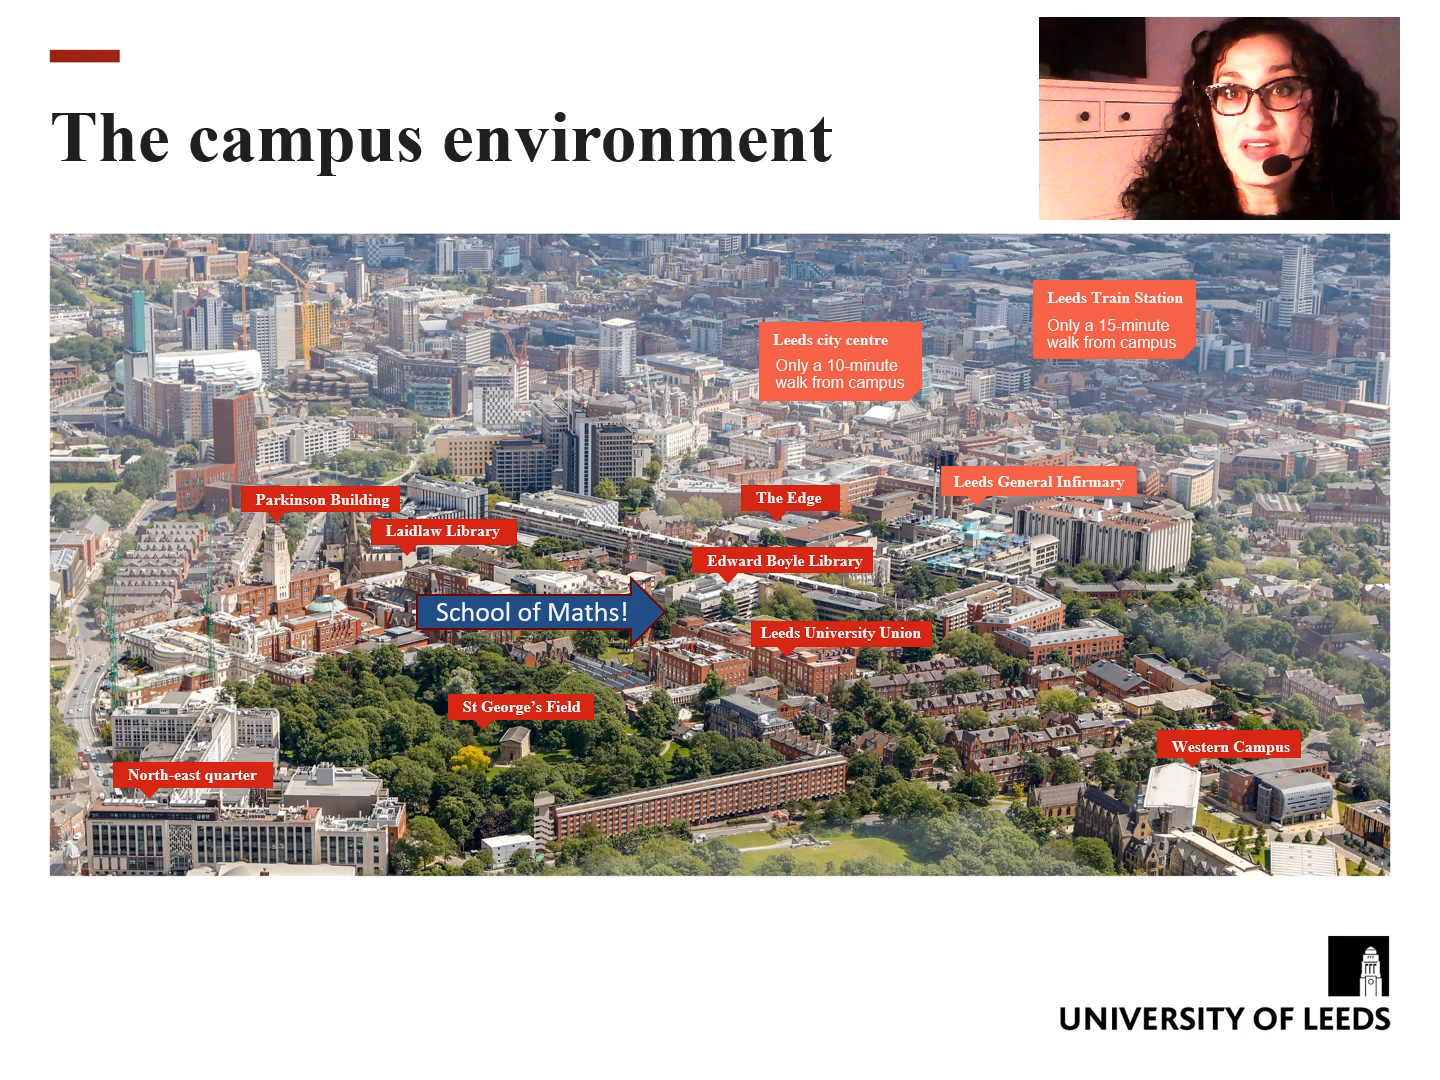 The campus environment
Leeds Train Station
Only a 15-minute
walk from campus
Leeds city centre
Only a 10-minute
walk from campus
Leeds General Infirmary
Parkinson Building
The Edge
Laidlaw Library
Edward Boyle Library
School of Maths!
Leeds University Union
St George’s Field
Western Campus
North-east quarter
UNIVERSITY OF LEEDS